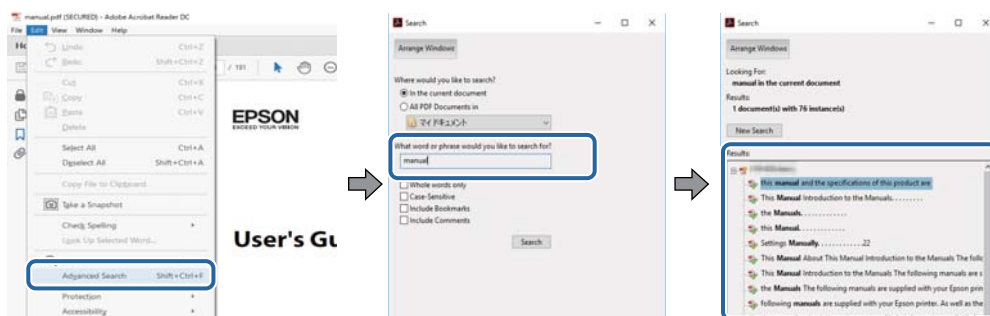 manual.pdf (SECURED) - Adobe Acrobat Reader DC
File Edit View Window Help
Undo Ctrl+Z
Redo Shift+Ctrl+Z
Cut Ctrl+X
Copy Ctrl+C
Paste Ctrl+V
Delete
Select All Ctrl+A
Deselect All Shift+Ctrl+A
Copy File to Clipboard
Take a Snapshot
Check Spelling
Look Up Selected Word...
Advanced Search Shift+Ctrl+F
Protection
Accessibility
/ 181
EPSON
EXCEED YOUR VISION
User's Gu
Search
Arrange Windows
Where would you like to search?
In the current document
All PDF Documents in
マイ ドキュメント
What word or phrase would you like to search for?
manual
Whole words only
Case-Sensitive
Include Bookmarks
Include Comments
Search
Search
Arrange Windows
Looking For:
manual in the current document
Results:
1 document(s) with 76 instance(s)
New Search
Results:
this manual and the specifications of this product are
This Manual Introduction to the Manuals. . . . . . . . .
the Manuals. . . . . . . . . . . . .
this Manual. . . . . . . . . . . . .
Settings Manually. . . . . . . . . . . . .22
This Manual About This Manual Introduction to the Manuals The follo
This Manual Introduction to the Manuals The following manuals are s
the Manuals The following manuals are supplied with your Epson prin
following manuals are supplied with your Epson printer. As well as the